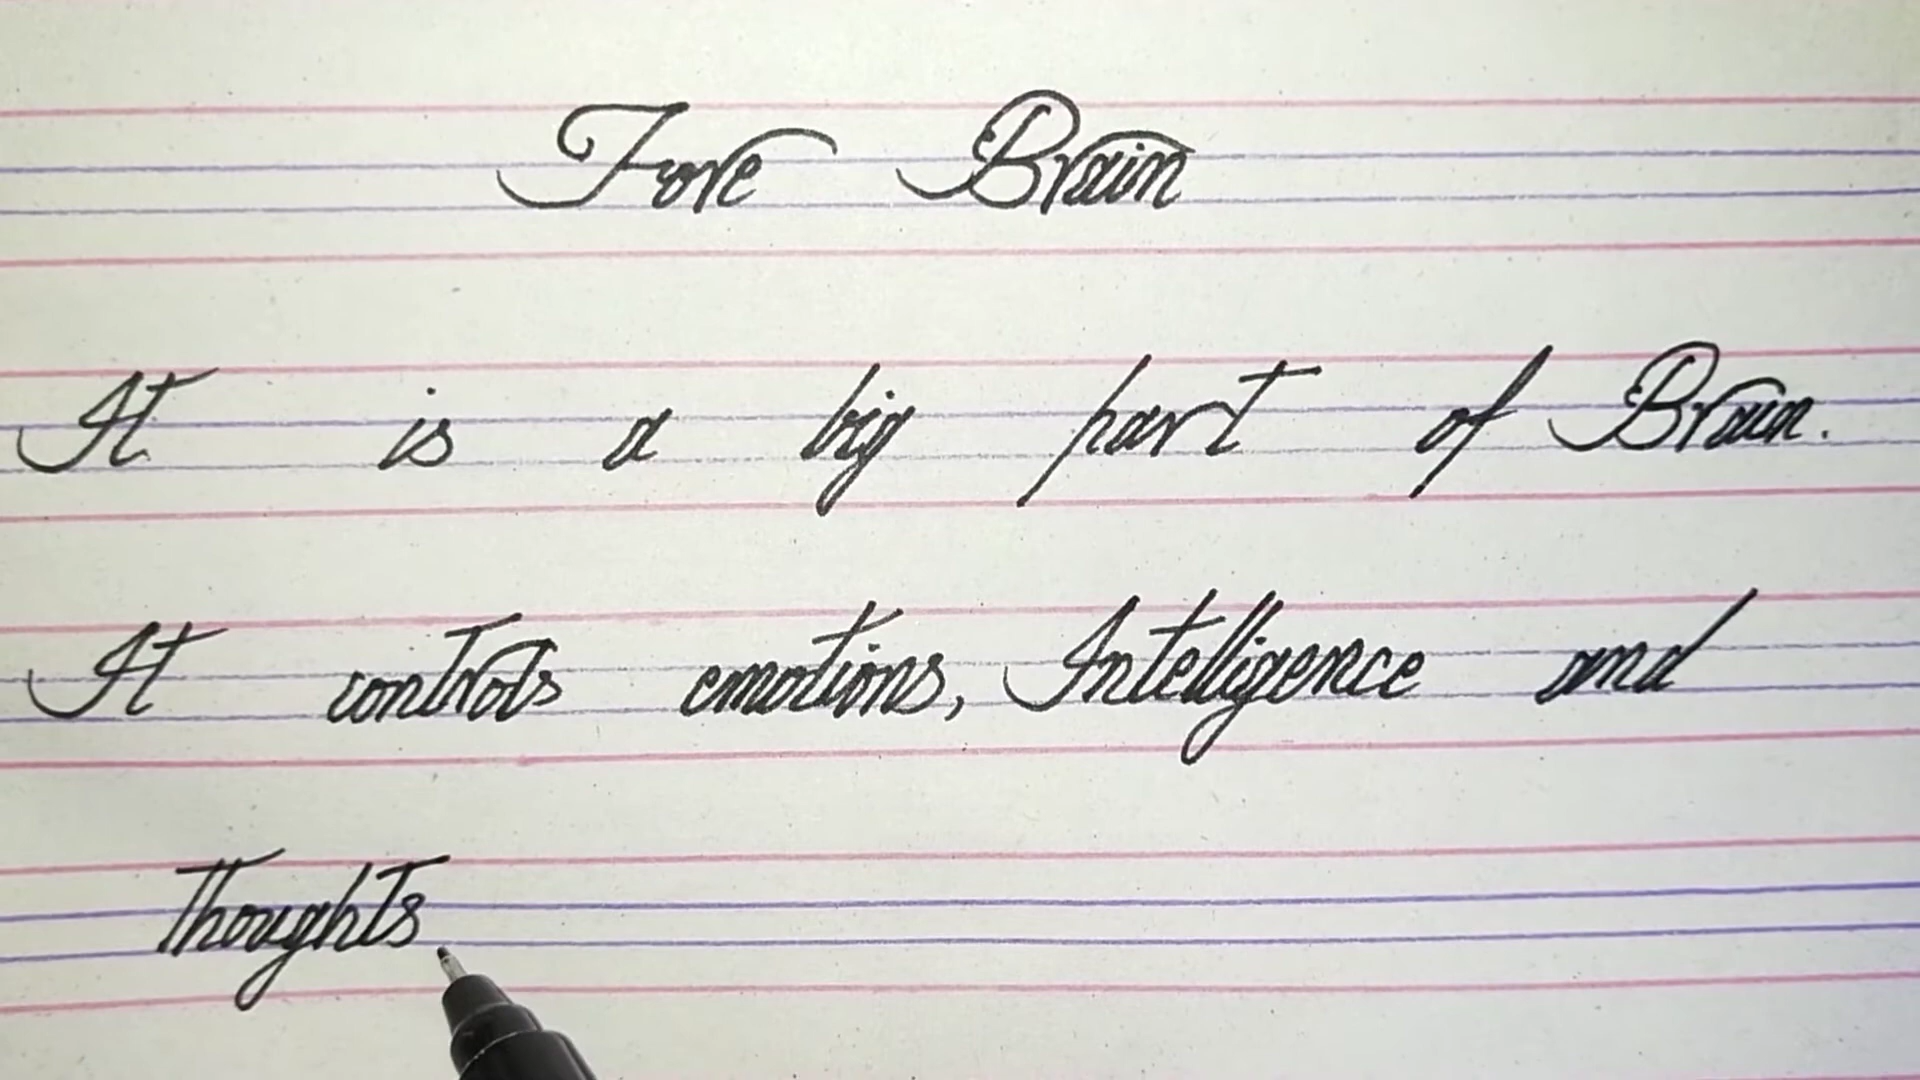 Fore Brain
It is a big part of Brain.
It controls emotions, Intelligence and
thoughts